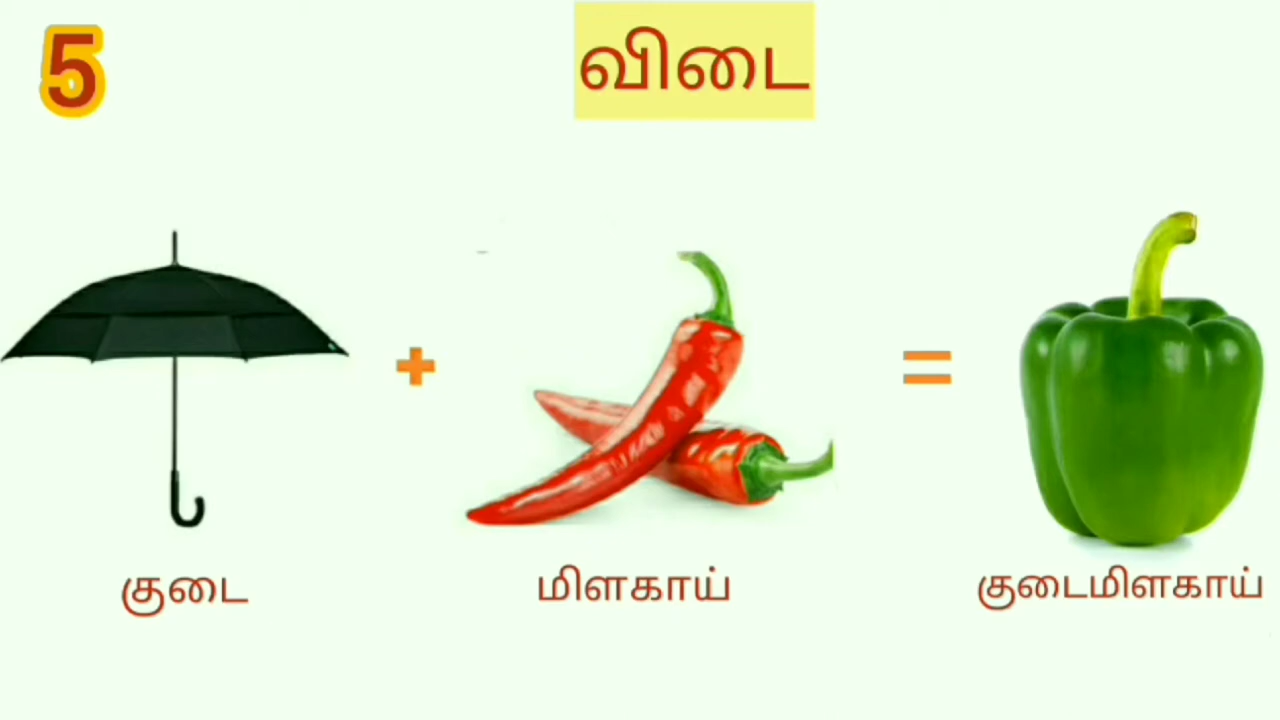 5
விடை
+
=
குடை
மிளகாய்
குடைமிளகாய்